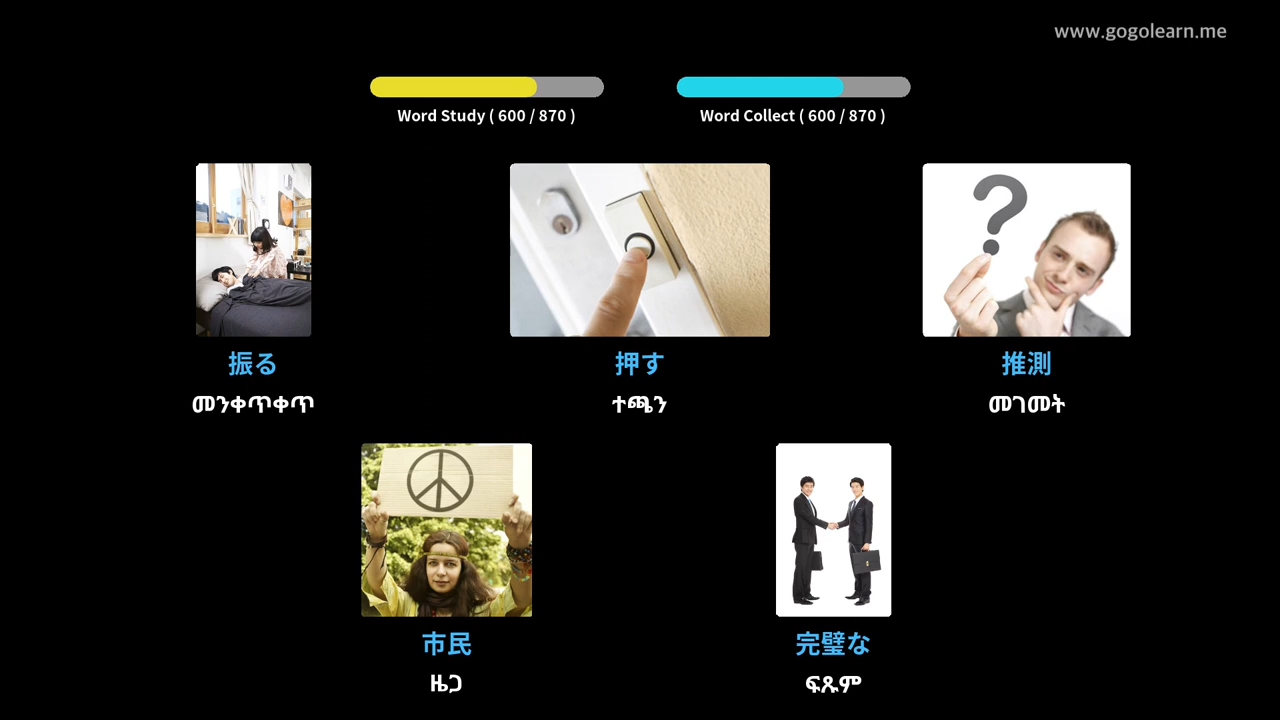 www.gogolearn.me
Word Study ( 600 / 870 )
Word Collect ( 600 / 870 )
振る
መንቀጥቀጥ
押す
ተጫን
推測
መገመት
市民
ዜጋ
完璧な
ፍጹም